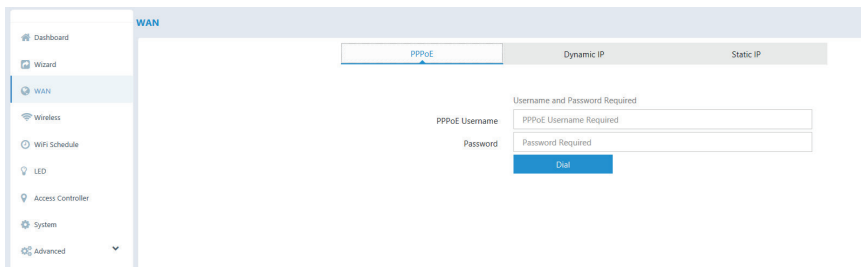 WAN
Dashboard
Wizard
WAN
Wireless
WiFi Schedule
LED
Access Controller
System
Advanced
PPPoE Dynamic IP Static IP
Username and Password Required
PPPoE Username PPPoE Username Required
Password Password Required
Dial